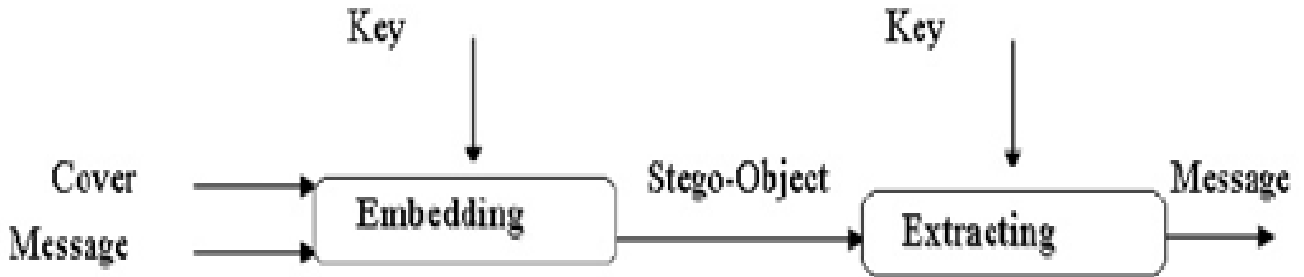 Key
Key
Cover
Message
Embedding
Stego-Object
Extracting
Message